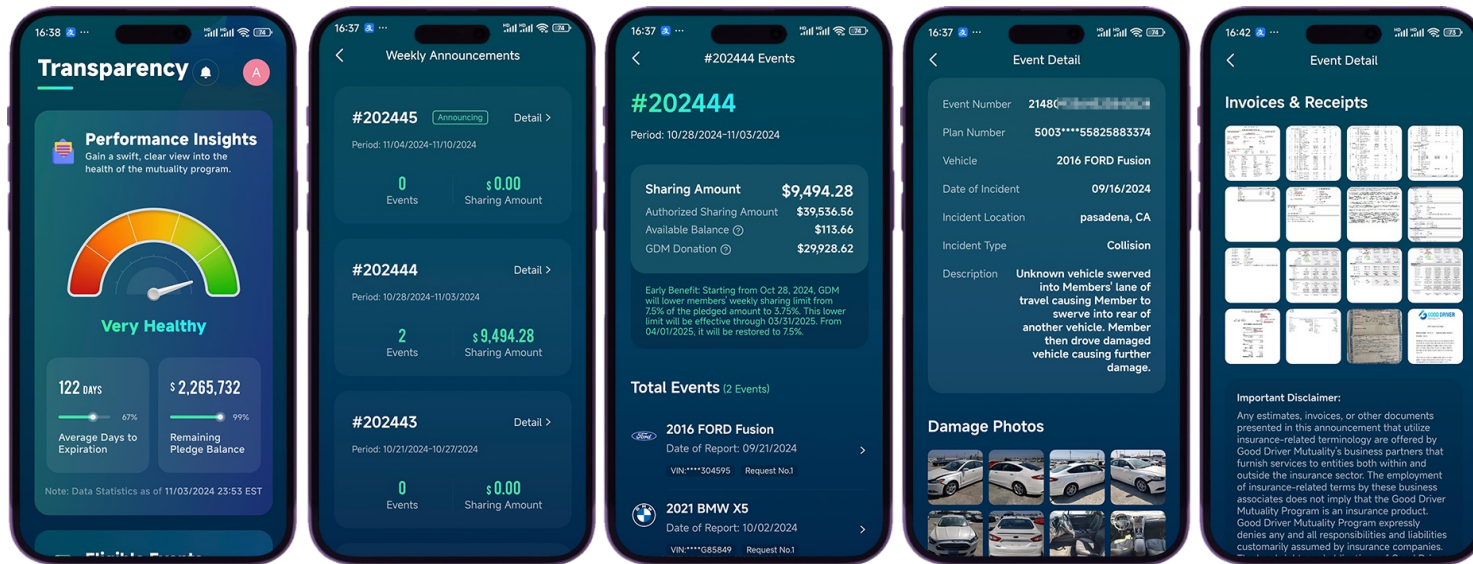 16:38
Transparency
A
Performance Insights
Gain a swift, clear view into the
health of the mutuality program.
Very Healthy
122 DAYS
67%
Average Days to
Expiration
$ 2,265,732
99%
Remaining
Pledge Balance
Note: Data Statistics as of 11/03/2024 23:53 EST
16:37
Weekly Announcements
#202445 Announcing Detail >
Period: 11/04/2024-11/10/2024
0
Events
$ 0.00
Sharing Amount
#202444 Detail >
Period: 10/28/2024-11/03/2024
2
Events
$ 9,494.28
Sharing Amount
#202443 Detail >
Period: 10/21/2024-10/27/2024
0
Events
$ 0.00
Sharing Amount
16:37
#202444 Events
#202444
Period: 10/28/2024-11/03/2024
Sharing Amount $9,494.28
Authorized Sharing Amount $39,536.56
Available Balance $113.66
GDM Donation $29,928.62
Early Benefit: Starting from Oct 28, 2024, GDM
will lower members' weekly sharing limit from
7.5% of the pledged amount to 3.75%. This lower
limit will be effective through 03/31/2025. From
04/01/2025, it will be restored to 7.5%.
Total Events (2 Events)
2016 FORD Fusion
Date of Report: 09/21/2024
VIN:****304595 Request No.1
2021 BMW X5
Date of Report: 10/02/2024
VIN:****G85849 Request No.1
16:37
Event Detail
Event Number 2148
Plan Number 5003****55825883374
Vehicle 2016 FORD Fusion
Date of Incident 09/16/2024
Incident Location pasadena, CA
Incident Type Collision
Description Unknown vehicle swerved
into Members' lane of
travel causing Member to
swerve into rear of
another vehicle. Member
then drove damaged
vehicle causing further
damage.
Damage Photos
16:42
Event Detail
Invoices & Receipts
GOOD DRIVER
Important Disclaimer:
Any estimates, invoices, or other documents
presented in this announcement that utilize
insurance-related terminology are offered by
Good Driver Mutuality's business partners that
furnish services to entities both within and
outside the insurance sector. The employment
of insurance-related terms by these business
associates does not imply that the Good Driver
Mutuality Program is an insurance product.
Good Driver Mutuality Program expressly
denies any and all responsibilities and liabilities
customarily assumed by insurance companies.